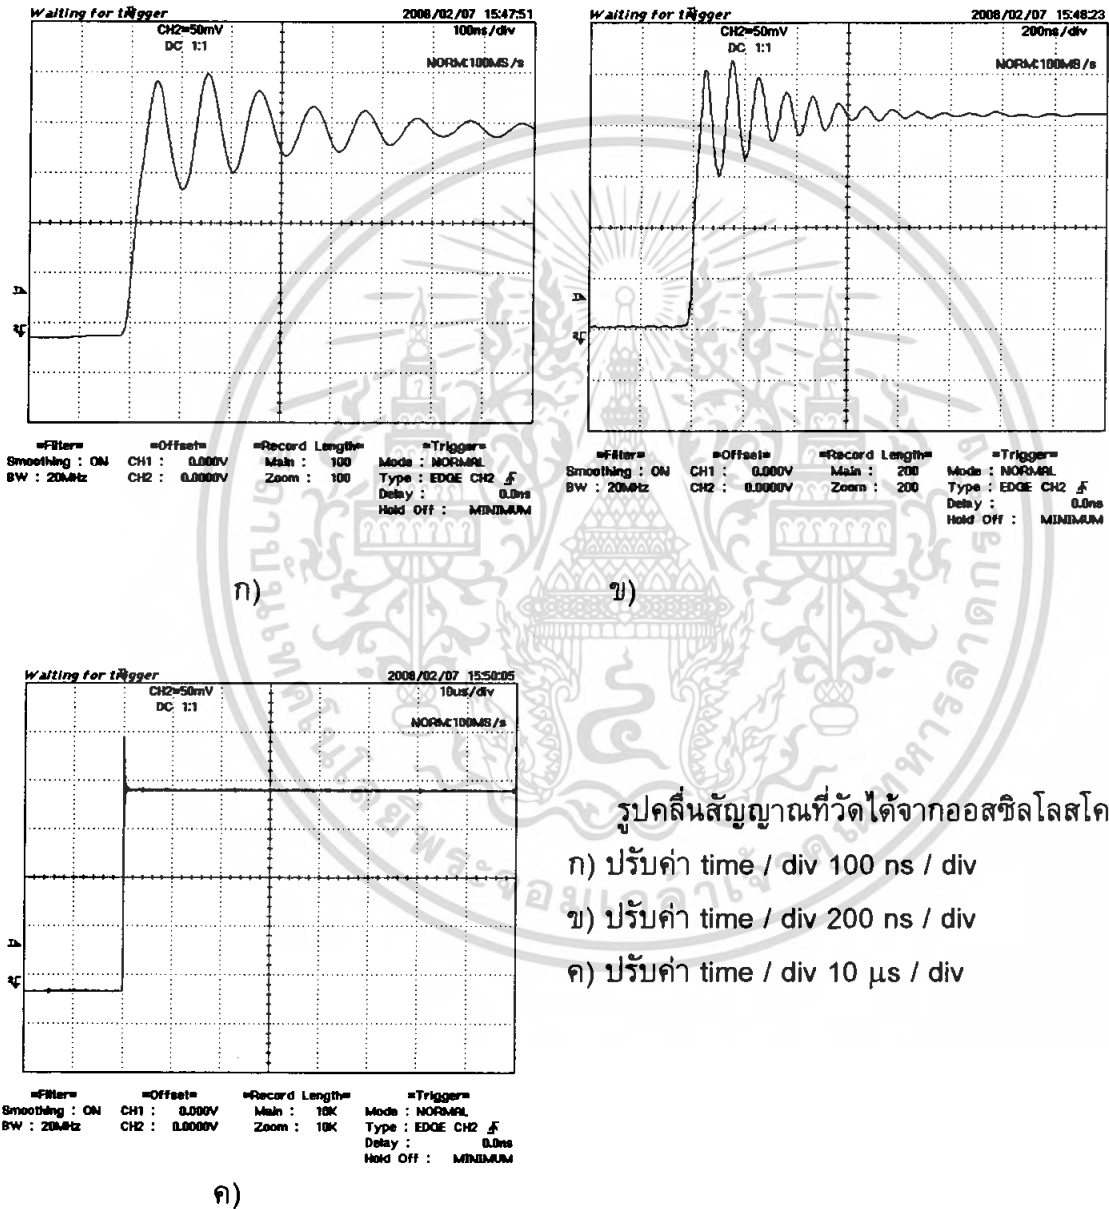 Waiting for trigger
2008/02/07 15:47:51
CH2=50mV
100ns/div
DC 1:1
NORM:100MS/s
=Filter=
=Offset=
=Record Length=
=Trigger=
Smoothing : ON
CH1 : 0.000V
Main : 100
Mode : NORMAL
BW : 20MHz
CH2 : 0.0000V
Zoom : 100
Type : EDGE CH2
Delay : 0.0ns
Hold Off : MINIMUM
ก)
Waiting for trigger
2008/02/07 15:48:23
CH2=50mV
200ns/div
DC 1:1
NORM:100MS/s
=Filter=
=Offset=
=Record Length=
=Trigger=
Smoothing : ON
CH1 : 0.000V
Main : 200
Mode : NORMAL
BW : 20MHz
CH2 : 0.0000V
Zoom : 200
Type : EDGE CH2
Delay : 0.0ns
Hold Off : MINIMUM
ข)
Waiting for trigger
2008/02/07 15:50:05
CH2=50mV
10us/div
DC 1:1
NORM:100MS/s
=Filter=
=Offset=
=Record Length=
=Trigger=
Smoothing : ON
CH1 : 0.000V
Main : 10K
Mode : NORMAL
BW : 20MHz
CH2 : 0.0000V
Zoom : 10K
Type : EDGE CH2
Delay : 0.0ns
Hold Off : MINIMUM
ค)
รูปคลื่นสัญญาณที่วัดได้จากออสซิลโลสโค
ก) ปรับค่า time / div 100 ns / div
ข) ปรับค่า time / div 200 ns / div
ค) ปรับค่า time / div 10 µs / div